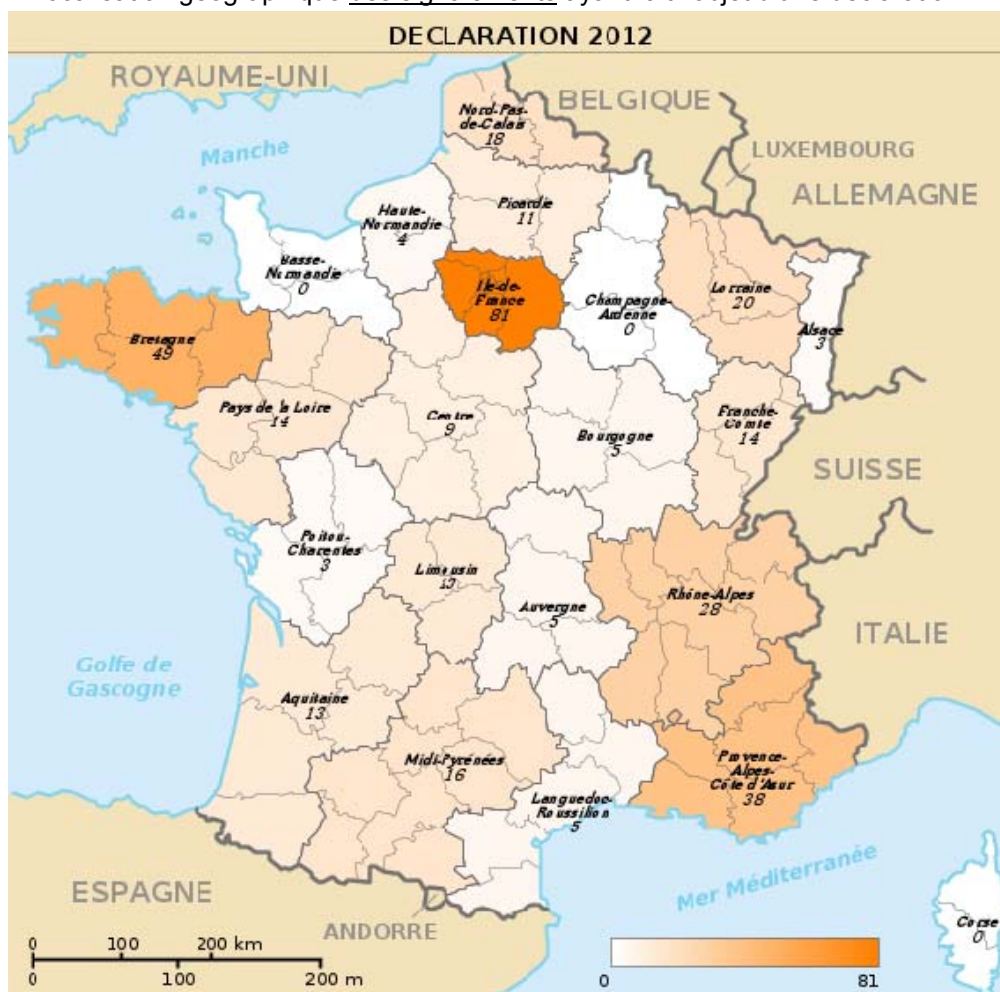 DECLARATION 2012
ROYAUME-UNI
BELGIQUE
LUXEMBOURG
ALLEMAGNE
Manche
Nord-Pas-
de-Calais
18
Picardie
11
Haute-
Normandie
4
Basse-
Normandie
0
Ile-de-
France
81
Champagne-
Ardenne
0
Lorraine
20
Alsace
3
Bretagne
49
Pays de la Loire
14
Centre
9
Bourgogne
5
Franche-
Comte
14
SUISSE
Poitou-
Charentes
3
Limousin
Auvergne
5
Rhône-Alpes
28
ITALIE
Golfe de
Gascogne
Aquitaine
13
Midi-Pyrénées
16
Languedoc-
Roussillon
5
Provence-
Alpes-
Côte d'Azur
38
ESPAGNE
ANDORRE
Mer Méditerranée
Corse
0
0 100 200 km
0 100 200 m
0 81